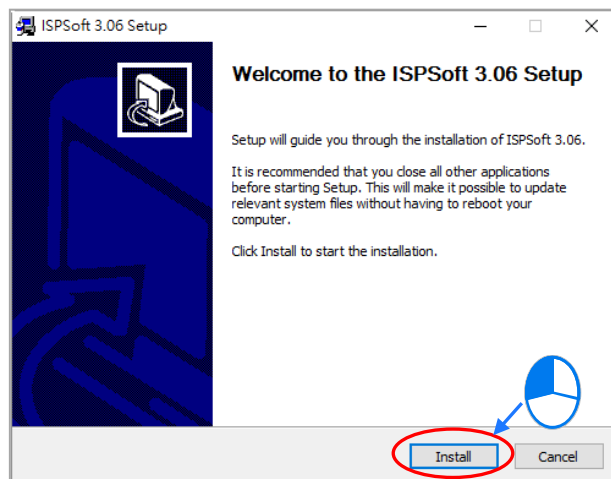 ISPSoft 3.06 Setup
Welcome to the ISPSoft 3.06 Setup
Setup will guide you through the installation of ISPSoft 3.06.
It is recommended that you close all other applications
before starting Setup. This will make it possible to update
relevant system files without having to reboot your
computer.
Click Install to start the installation.
Install
Cancel